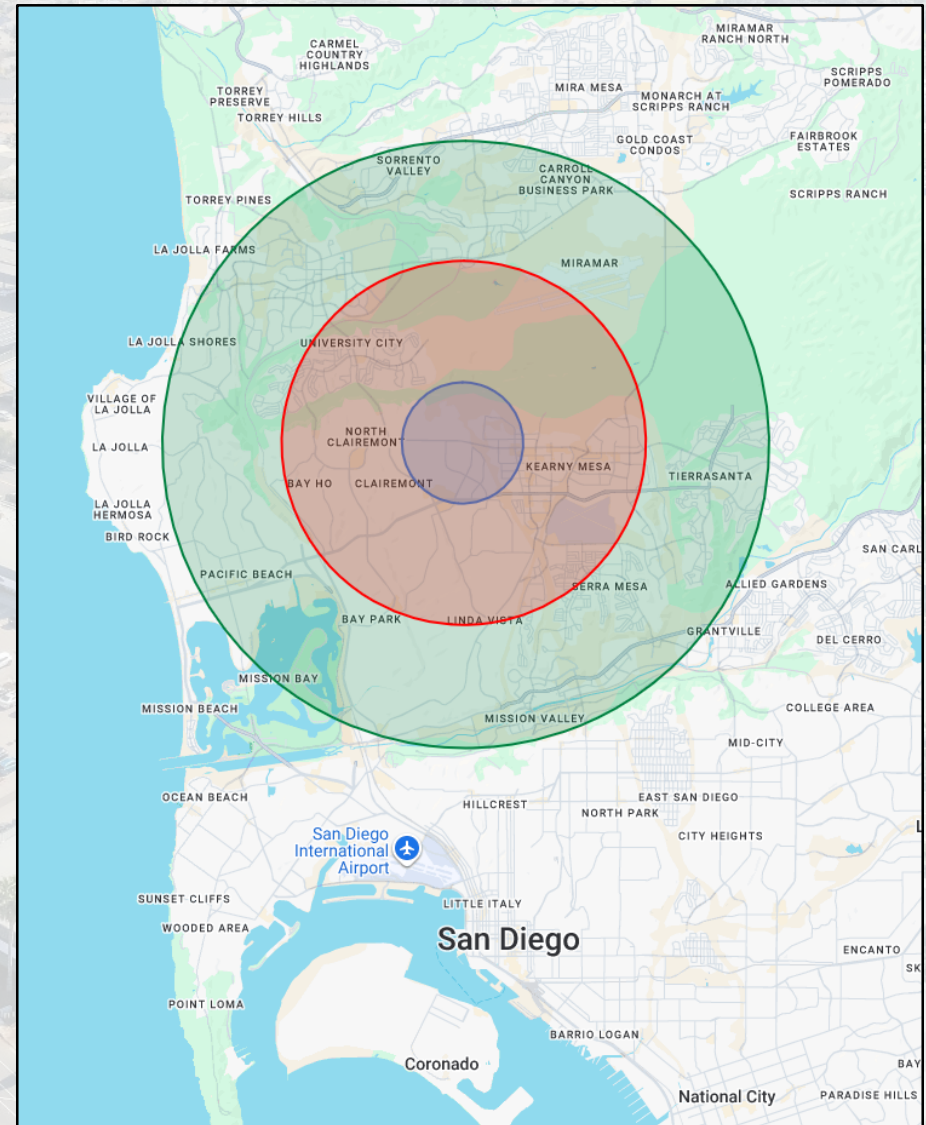 MIRAMAR
RANCH NORTH
CARMEL
COUNTRY
HIGHLANDS
SCRIPPS
POMERADO
MIRA MESA
TORREY
PRESERVE
MONARCH AT
SCRIPPS RANCH
TORREY HILLS
GOLD COAST
CONDOS
FAIRBROOK
ESTATES
SORRENTO
VALLEY
CARROLL
CANYON
BUSINESS PARK
SCRIPPS RANCH
TORREY PINES
LA JOLLA FARMS
MIRAMAR
LA JOLLA SHORES
UNIVERSITY CITY
VILLAGE OF
LA JOLLA
NORTH
CLAIREMONT
LA JOLLA
KEARNY MESA
TIERRASANTA
BAY HO
CLAIREMONT
LA JOLLA
HERMOSA
BIRD ROCK
SAN CARL
PACIFIC BEACH
SERRA MESA
ALLIED GARDENS
BAY PARK
LINDA VISTA
GRANTVILLE
DEL CERRO
MISSION BAY
MISSION BEACH
COLLEGE AREA
MISSION VALLEY
MID-CITY
OCEAN BEACH
EAST SAN DIEGO
HILLCREST
NORTH PARK
L
San Diego
International
Airport
CITY HEIGHTS
SUNSET CLIFFS
LITTLE ITALY
WOODED AREA
San Diego
ENCANTO
SK
POINT LOMA
BARRIO LOGAN
Coronado
BAY
National City
PARADISE HILLS